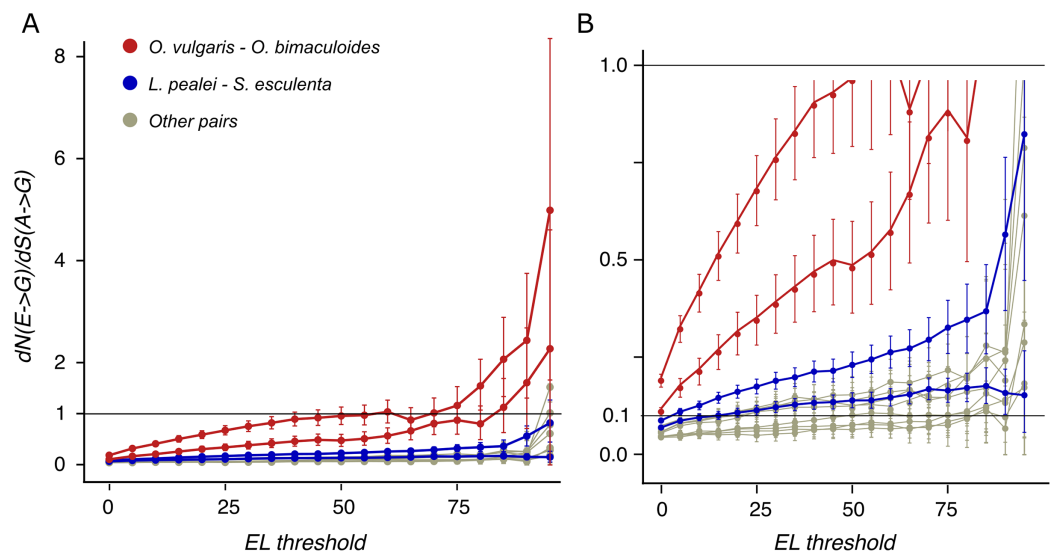 A
O. vulgaris - O. bimaculoides
L. pealei - S. esculenta
Other pairs
dN(E->G)/dS(A->G)
8
6
4
2
1
0
0
25
50
75
EL threshold
B
1.0
0.5
0.1
0.0
0
25
50
75
EL threshold